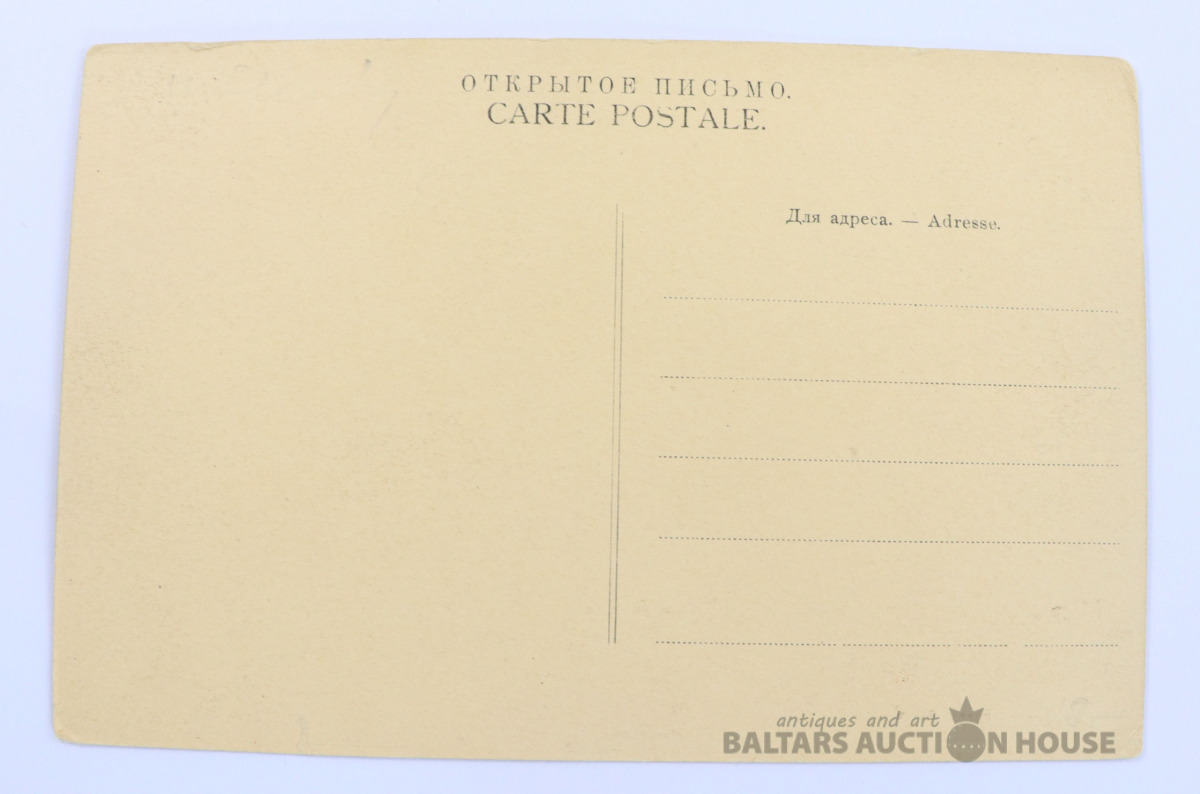 ОТКРЫТОЕ ПИСЬМО.
CARTE POSTALE.
Для адреса. — Adresse.
antiques and art
BALTARS AUCTION HOUSE